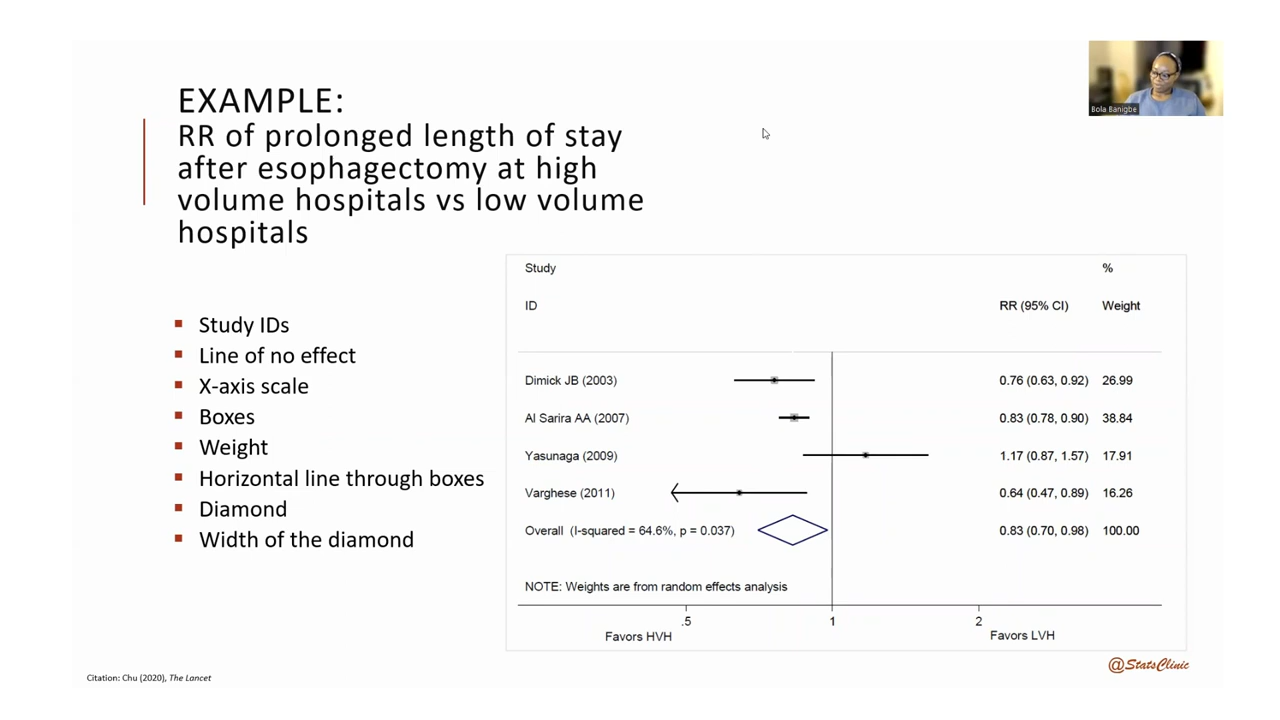 EXAMPLE:
RR of prolonged length of stay
after esophagectomy at high
volume hospitals vs low volume
hospitals
Bola Banigbe
Study IDs
Line of no effect
X-axis scale
Boxes
Weight
Horizontal line through boxes
Diamond
Width of the diamond
Study %
ID RR (95% CI) Weight
Dimick JB (2003) 0.76 (0.63, 0.92) 26.99
Al Sarira AA (2007) 0.83 (0.78, 0.90) 38.84
Yasunaga (2009) 1.17 (0.87, 1.57) 17.91
Varghese (2011) 0.64 (0.47, 0.89) 16.26
Overall (I-squared = 64.6%, p = 0.037) 0.83 (0.70, 0.98) 100.00
NOTE: Weights are from random effects analysis
.5 1 2
Favors HVH Favors LVH
@StatsClinic
Citation: Chu (2020), The Lancet